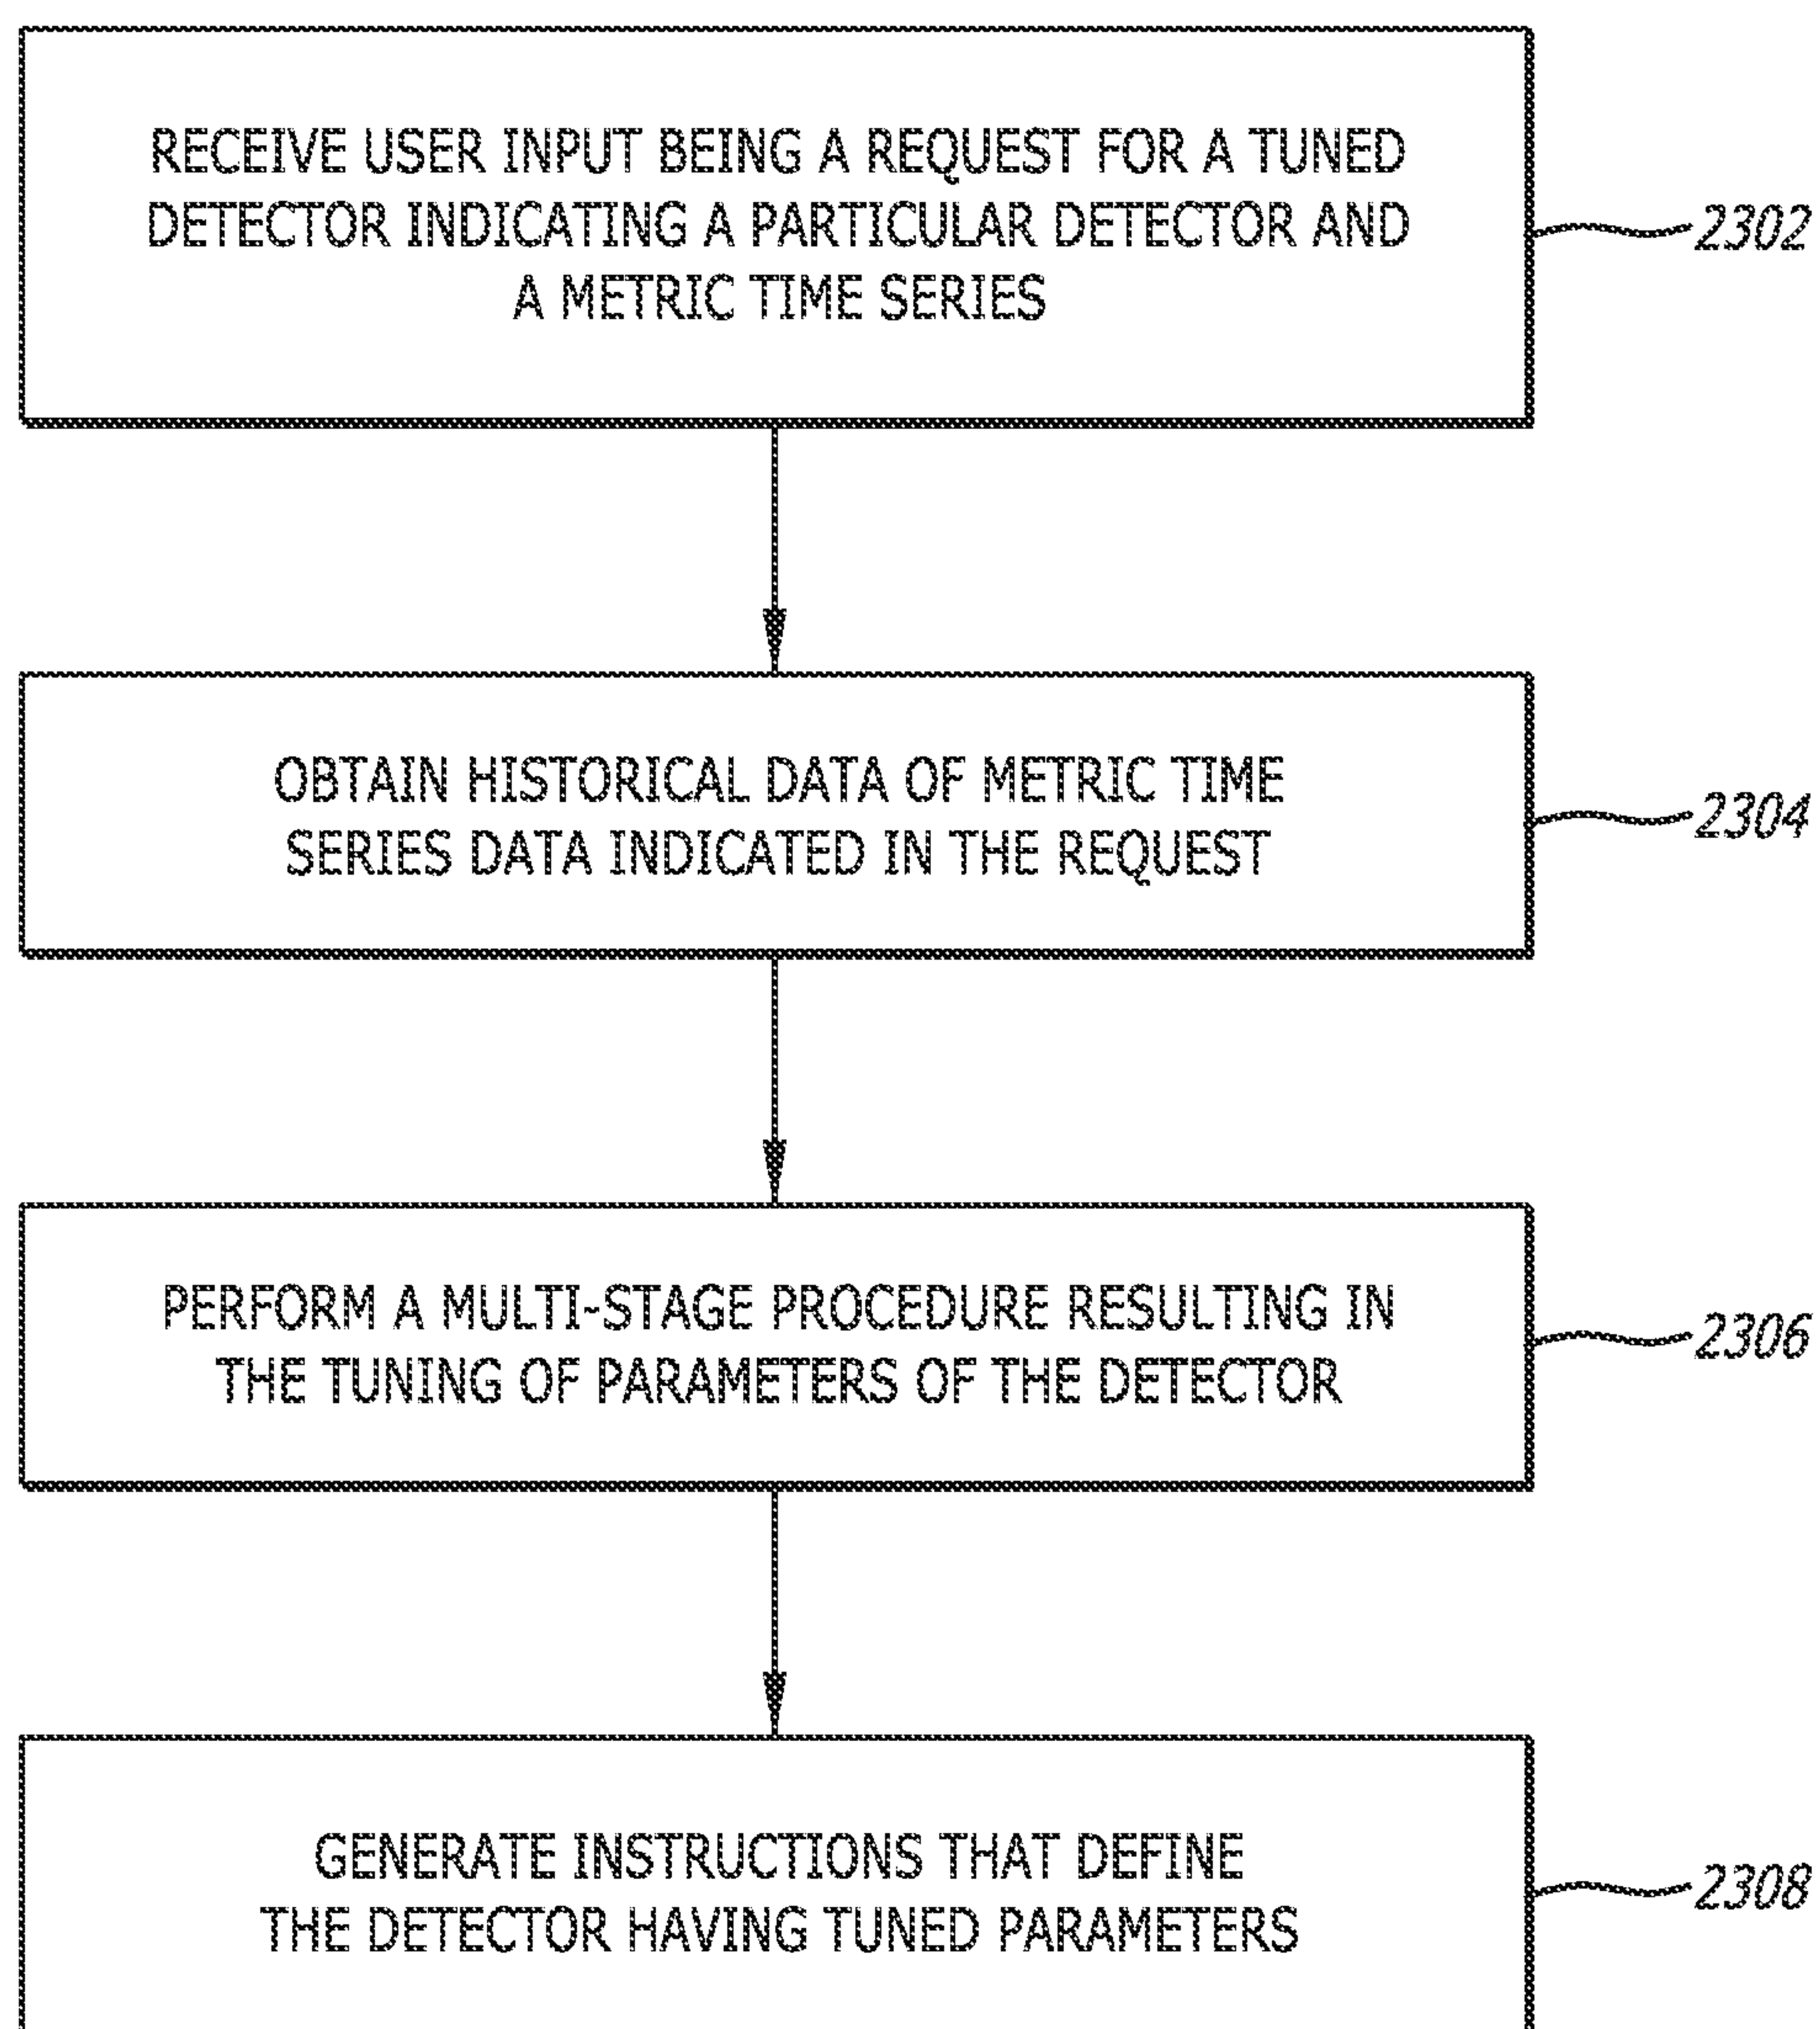 RECEIVE USER INPUT BEING A REQUEST FOR A TUNED
DETECTOR INDICATING A PARTICULAR DETECTOR AND
A METRIC TIME SERIES
2302
OBTAIN HISTORICAL DATA OF METRIC TIME
SERIES DATA INDICATED IN THE REQUEST
2304
PERFORM A MULTI-STAGE PROCEDURE RESULTING IN
THE TUNING OF PARAMETERS OF THE DETECTOR
2306
GENERATE INSTRUCTIONS THAT DEFINE
THE DETECTOR HAVING TUNED PARAMETERS
2308